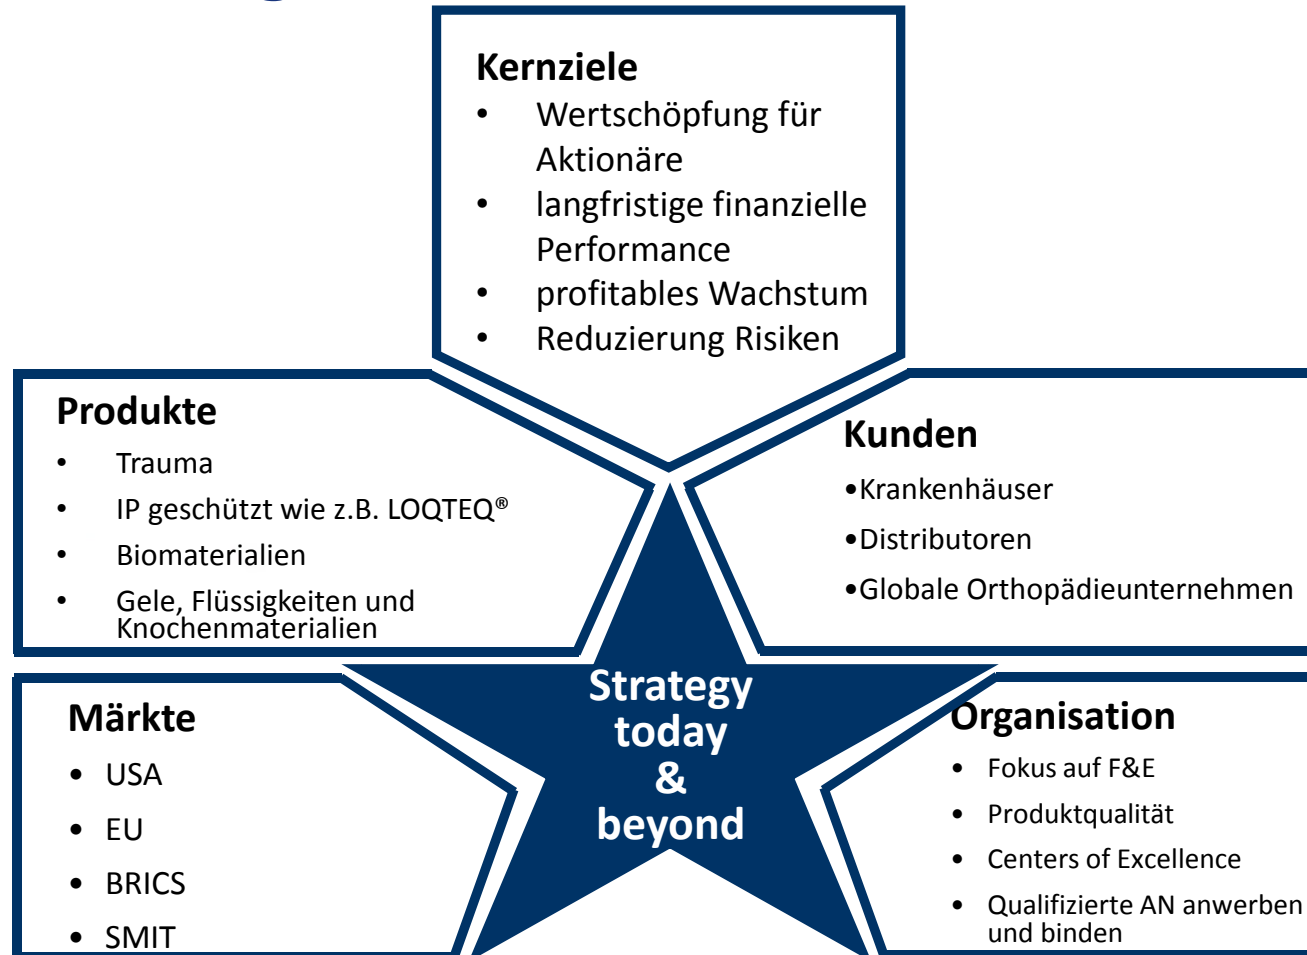 Kernziele
• Wertschöpfung für
Aktionäre
• langfristige finanzielle
Performance
• profitables Wachstum
• Reduzierung Risiken
Produkte
• Trauma
• IP geschützt wie z.B. LOQTEQ®
• Biomaterialien
• Gele, Flüssigkeiten und
Knochenmaterialien
Kunden
•Krankenhäuser
•Distributoren
•Globale Orthopädieunternehmen
Strategy
today
&
beyond
Märkte
• USA
• EU
• BRICS
• SMIT
Organisation
• Fokus auf F&E
• Produktqualität
• Centers of Excellence
• Qualifizierte AN anwerben
und binden